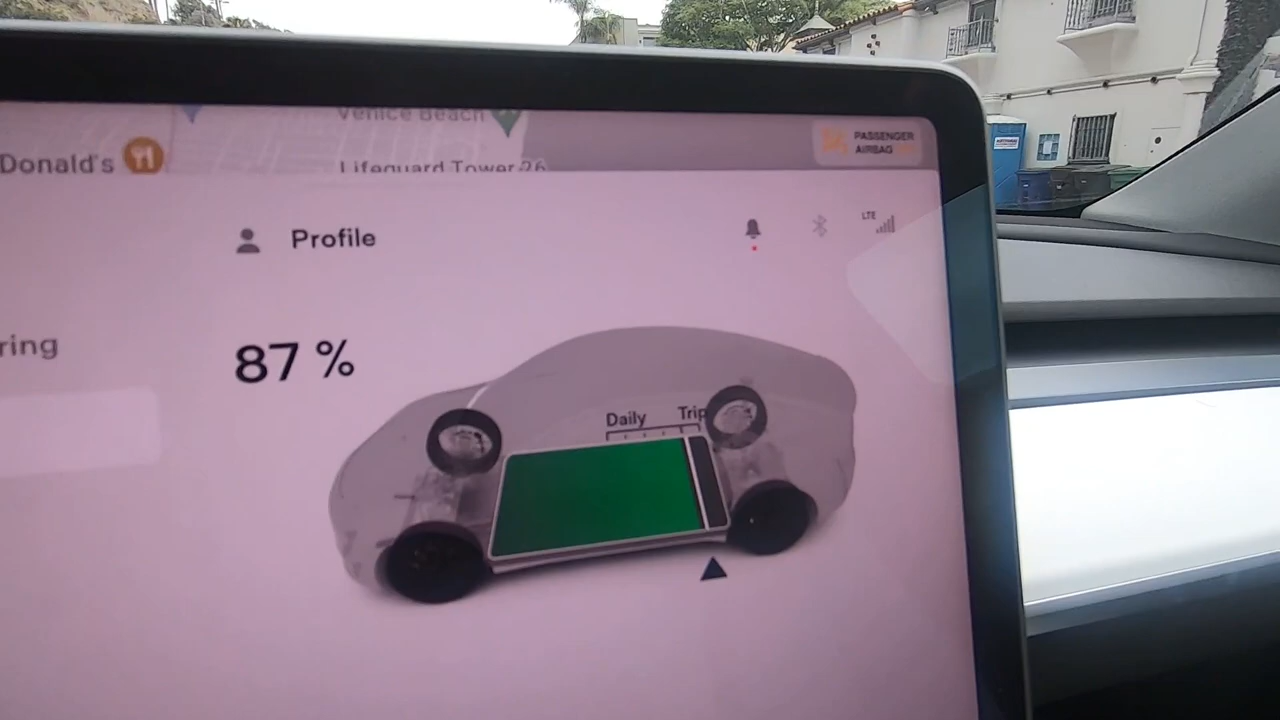 Venice Beach
Donald's
Lifeguard Tower 26
PASSENGER
AIRBAG
Profile
LTE
ring
87 %
Daily
Trip